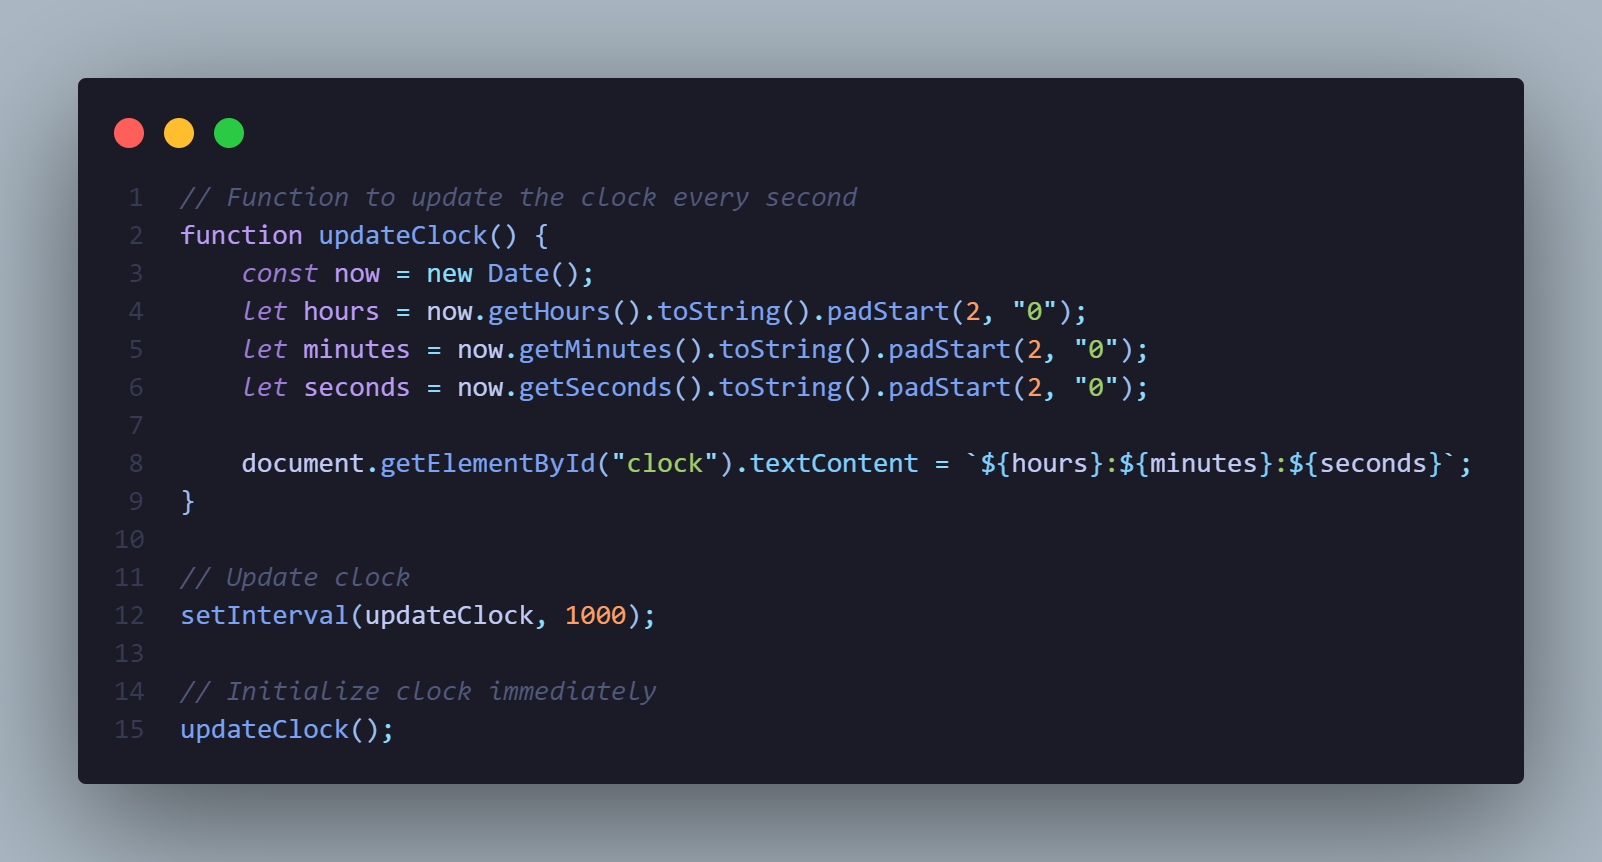 1 // Function to update the clock every second
2 function updateClock() {
3     const now = new Date();
4     let hours = now.getHours().toString().padStart(2, "0");
5     let minutes = now.getMinutes().toString().padStart(2, "0");
6     let seconds = now.getSeconds().toString().padStart(2, "0");
7
8     document.getElementById("clock").textContent = `${hours}:${minutes}:${seconds}`;
9 }
10
11 // Update clock
12 setInterval(updateClock, 1000);
13
14 // Initialize clock immediately
15 updateClock();